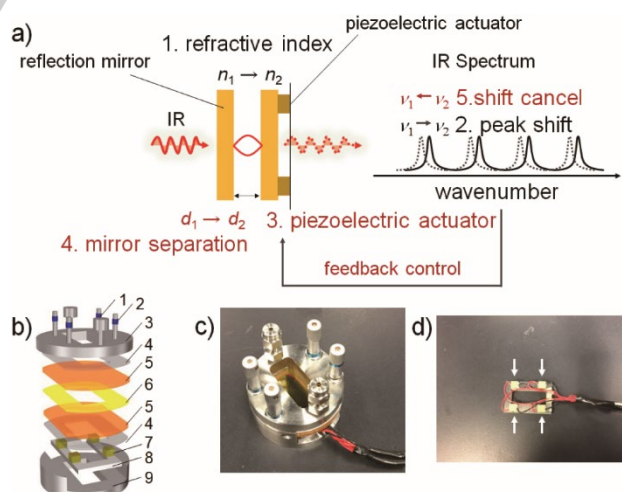 a)
piezoelectric actuator
1. refractive index
reflection mirror
n₁ → n₂
IR Spectrum
ν₁ ← ν₂ 5.shift cancel
ν₁ → ν₂ 2. peak shift
IR
wavenumber
d₁ → d₂
3. piezoelectric actuator
4. mirror separation
feedback control
b)
1
2
3
4
5
6
5
4
7
8
9
c)
d)